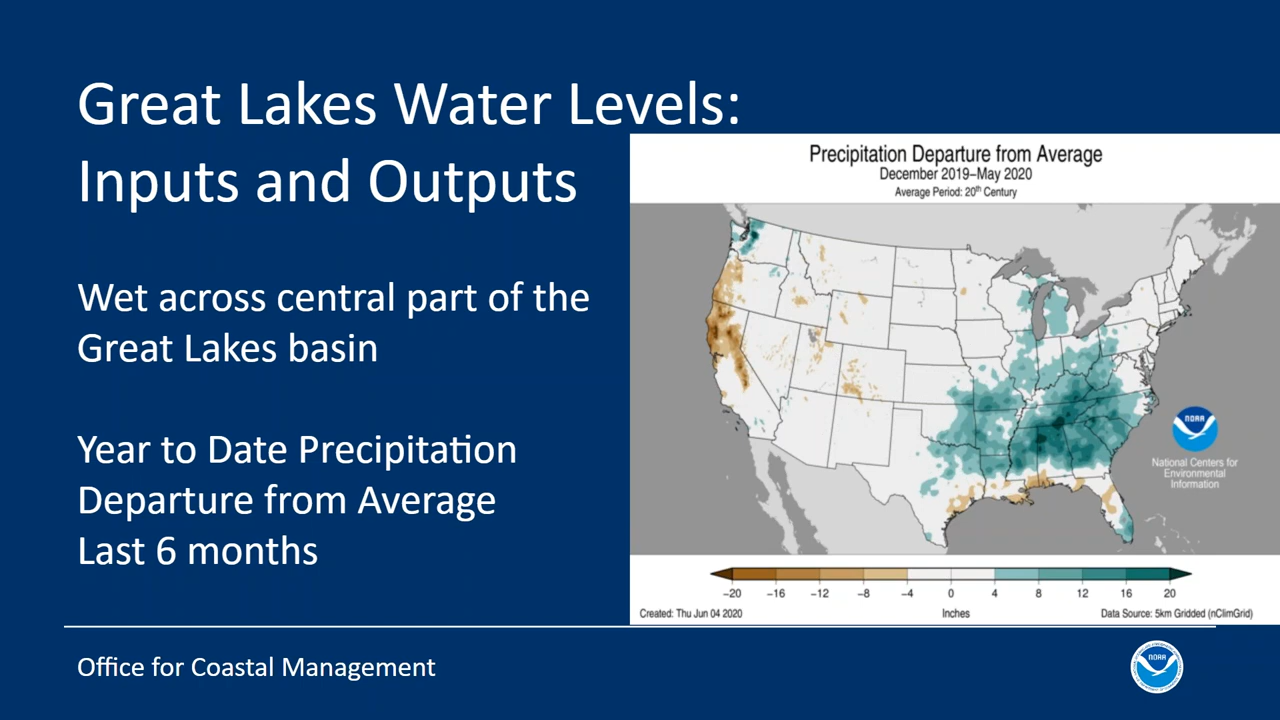 Great Lakes Water Levels:
Inputs and Outputs
Wet across central part of the
Great Lakes basin
Year to Date Precipitation
Departure from Average
Last 6 months
Precipitation Departure from Average
December 2019–May 2020
Average Period: 20th Century
NOAA
National Centers for
Environmental
Information
−20 −16 −12 −8 −4 0 4 8 12 16 20
Created: Thu Jun 04 2020 Inches Data Source: 5km Gridded (nClimGrid)
Office for Coastal Management
NOAA